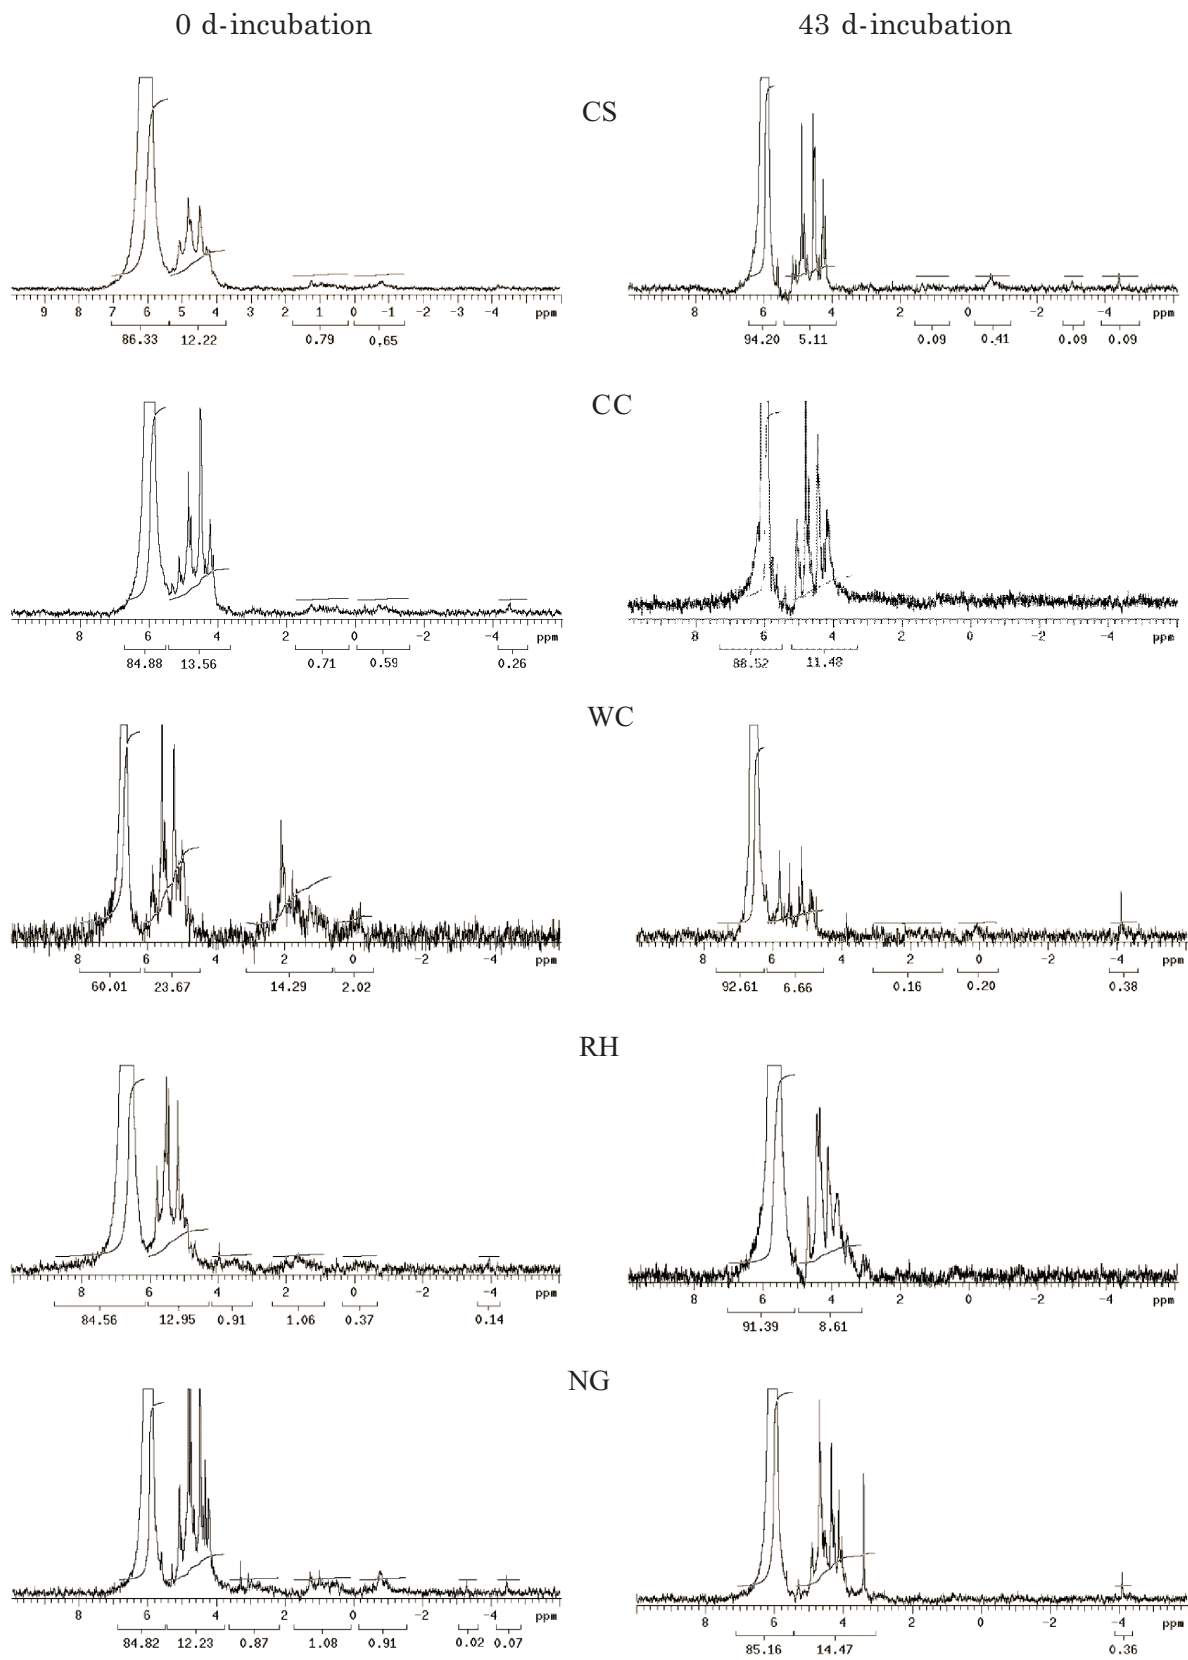 0 d-incubation 43 d-incubation
CS
9 8 7 6 5 4 3 2 1 0 -1 -2 -3 -4 ppm
86.33 12.22 0.79 0.65
8 6 4 2 0 -2 -4 ppm
94.20 5.11 0.09 0.41 0.09 0.09
CC
8 6 4 2 0 -2 -4 ppm
84.88 13.56 0.71 0.59 0.26
8 6 4 2 0 -2 -4 ppm
88.52 11.48
WC
8 6 4 2 0 -2 -4 ppm
60.01 23.67 14.29 2.02
8 6 4 2 0 -2 -4 ppm
92.61 6.66 0.16 0.20 0.38
RH
8 6 4 2 0 -2 -4 ppm
84.56 12.95 0.91 1.06 0.37 0.14
8 6 4 2 0 -2 -4 ppm
91.39 8.61
NG
8 6 4 2 0 -2 -4 ppm
84.82 12.23 0.87 1.08 0.91 0.02 0.07
8 6 4 2 0 -2 -4 ppm
85.16 14.47 0.36